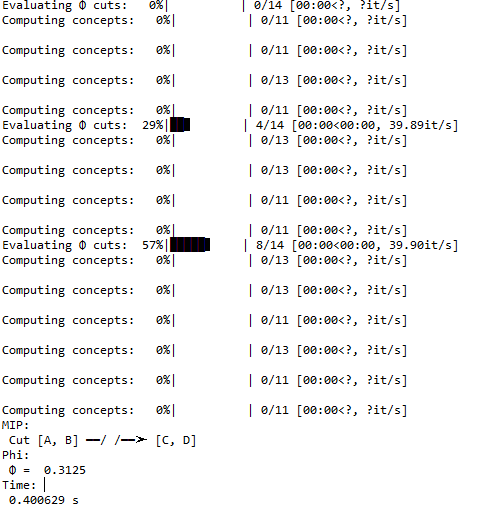 Evaluating Φ cuts:   0%|          | 0/14 [00:00<?, ?it/s]
Computing concepts:   0%|          | 0/11 [00:00<?, ?it/s]
Computing concepts:   0%|          | 0/11 [00:00<?, ?it/s]
Computing concepts:   0%|          | 0/13 [00:00<?, ?it/s]
Computing concepts:   0%|          | 0/11 [00:00<?, ?it/s]
Evaluating Φ cuts:  29%|██▊       | 4/14 [00:00<00:00, 39.89it/s]
Computing concepts:   0%|          | 0/13 [00:00<?, ?it/s]
Computing concepts:   0%|          | 0/13 [00:00<?, ?it/s]
Computing concepts:   0%|          | 0/11 [00:00<?, ?it/s]
Computing concepts:   0%|          | 0/11 [00:00<?, ?it/s]
Evaluating Φ cuts:  57%|█████▋    | 8/14 [00:00<00:00, 39.90it/s]
Computing concepts:   0%|          | 0/13 [00:00<?, ?it/s]
Computing concepts:   0%|          | 0/13 [00:00<?, ?it/s]
Computing concepts:   0%|          | 0/11 [00:00<?, ?it/s]
Computing concepts:   0%|          | 0/13 [00:00<?, ?it/s]
Computing concepts:   0%|          | 0/11 [00:00<?, ?it/s]
Computing concepts:   0%|          | 0/11 [00:00<?, ?it/s]
MIP:
 Cut [A, B] ━━/ /━━➤ [C, D]
Phi:
 Φ =  0.3125
Time:
 0.400629 s